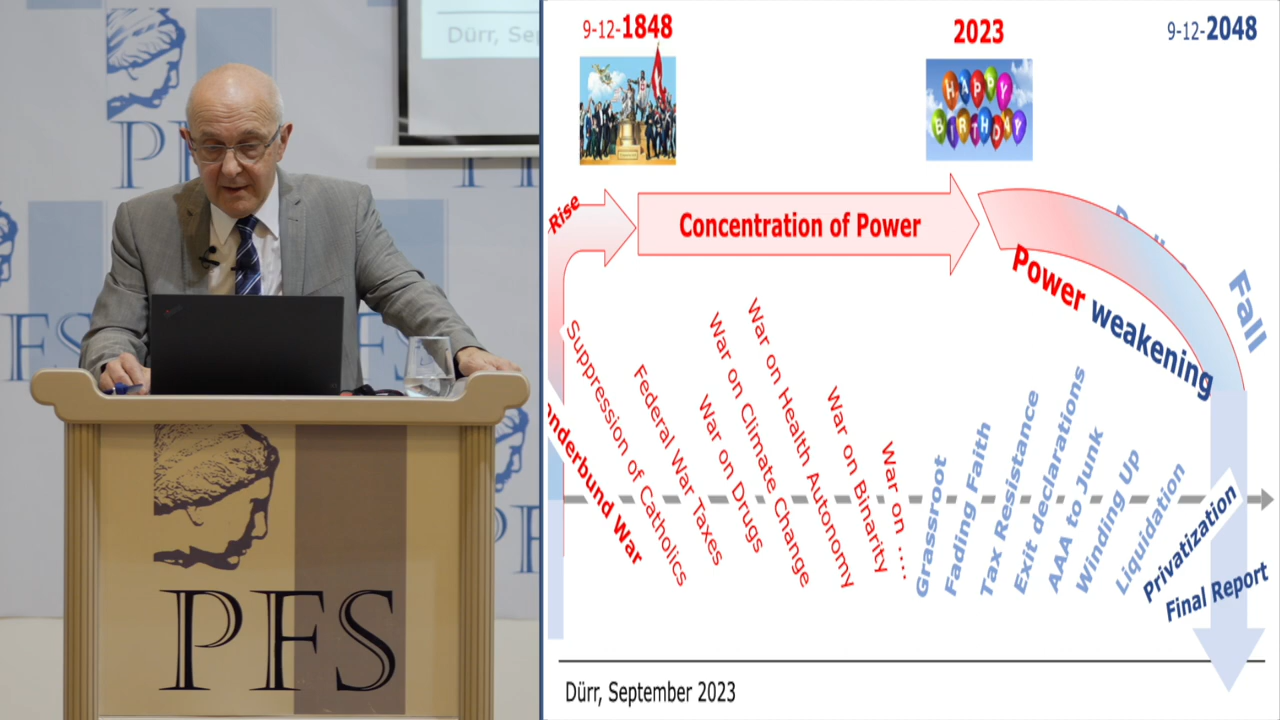 Dürr, Se
PFS
9-12-1848
2023
9-12-2048
HAPPY
BIRTHDAY
Rise
Concentration of Power
Power weakening
Fall
Sonderbund War
Suppression of Catholics
Federal War Taxes
War on Drugs
War on Climate Change
War on Health Autonomy
War on Binarity
War on ....
Grassroot
Fading Faith
Tax Resistance
Exit declarations
AAA to Junk
Winding Up
Liquidation
Privatization
Final Report
Dürr, September 2023
PFS